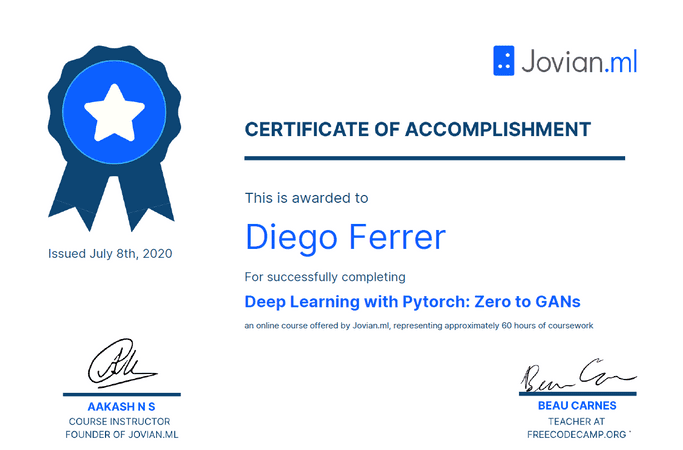 Jovian.ml
CERTIFICATE OF ACCOMPLISHMENT
This is awarded to
Diego Ferrer
Issued July 8th, 2020
For successfully completing
Deep Learning with Pytorch: Zero to GANs
an online course offered by Jovian.ml, representing approximately 60 hours of coursework
Beau Carnes
AAKASH N S
COURSE INSTRUCTOR
FOUNDER OF JOVIAN.ML
BEAU CARNES
TEACHER AT
FREECODECAMP.ORG